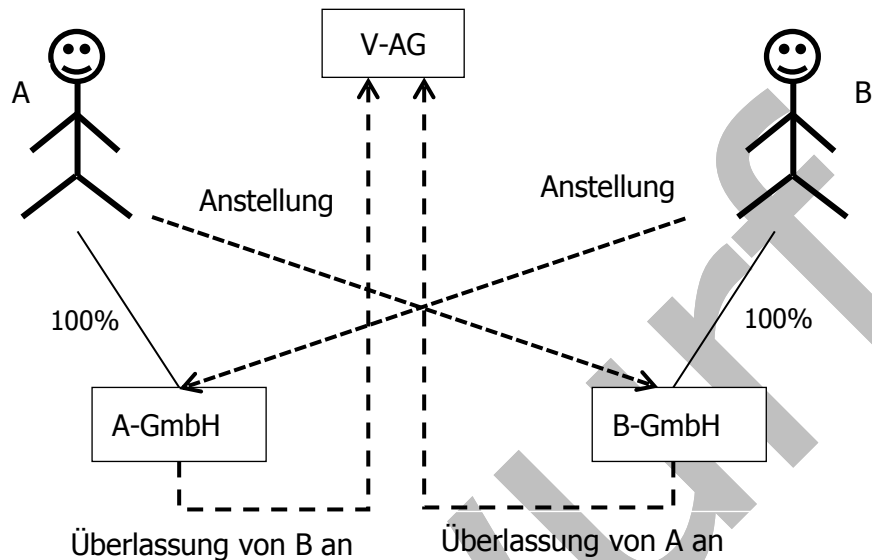 V-AG
A
B
Anstellung
Anstellung
100%
100%
A-GmbH
B-GmbH
Überlassung von B an
Überlassung von A an